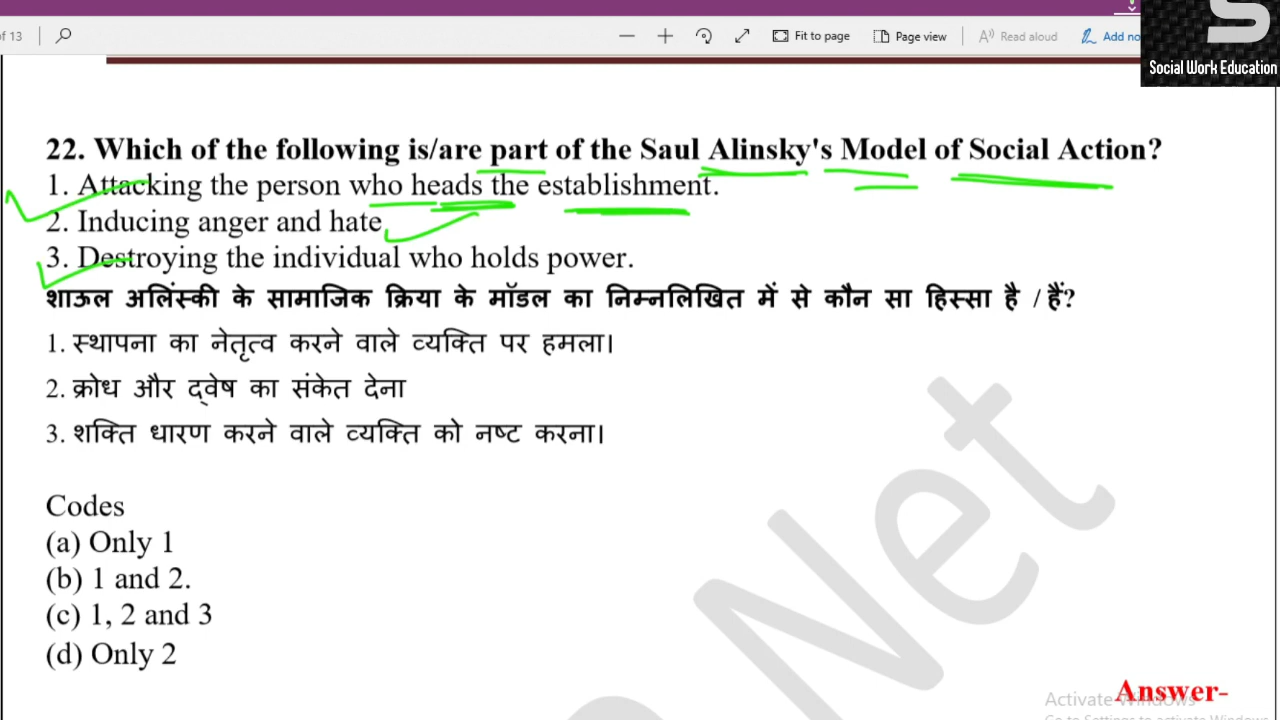 of 13
Fit to page
Page view
Read aloud
Add no
Social Work Education
22. Which of the following is/are part of the Saul Alinsky's Model of Social Action?
1. Attacking the person who heads the establishment.
2. Inducing anger and hate
3. Destroying the individual who holds power.
शाऊल अलिंस्की के सामाजिक क्रिया के मॉडल का निम्नलिखित में से कौन सा हिस्सा है / हैं?
1. स्थापना का नेतृत्व करने वाले व्यक्ति पर हमला।
2. क्रोध और द्वेष का संकेत देना
3. शक्ति धारण करने वाले व्यक्ति को नष्ट करना।
Codes
(a) Only 1
(b) 1 and 2.
(c) 1, 2 and 3
(d) Only 2
Net
Answer-
Activate Windows